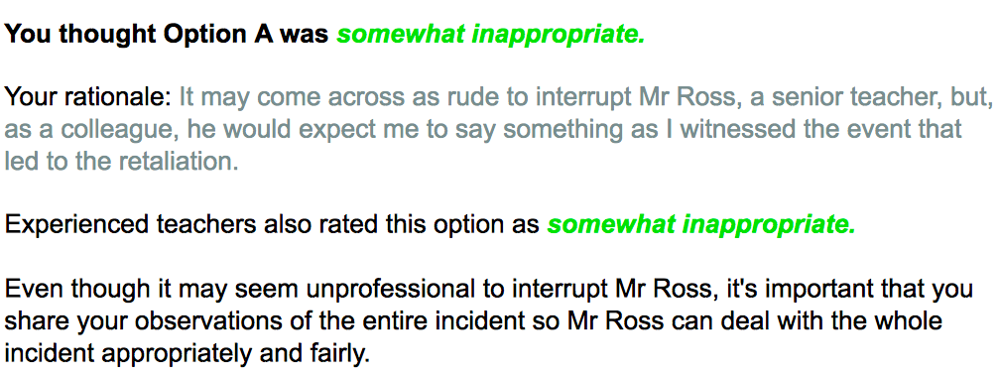 You thought Option A was somewhat inappropriate.
Your rationale: It may come across as rude to interrupt Mr Ross, a senior teacher, but,
as a colleague, he would expect me to say something as I witnessed the event that
led to the retaliation.
Experienced teachers also rated this option as somewhat inappropriate.
Even though it may seem unprofessional to interrupt Mr Ross, it's important that you
share your observations of the entire incident so Mr Ross can deal with the whole
incident appropriately and fairly.